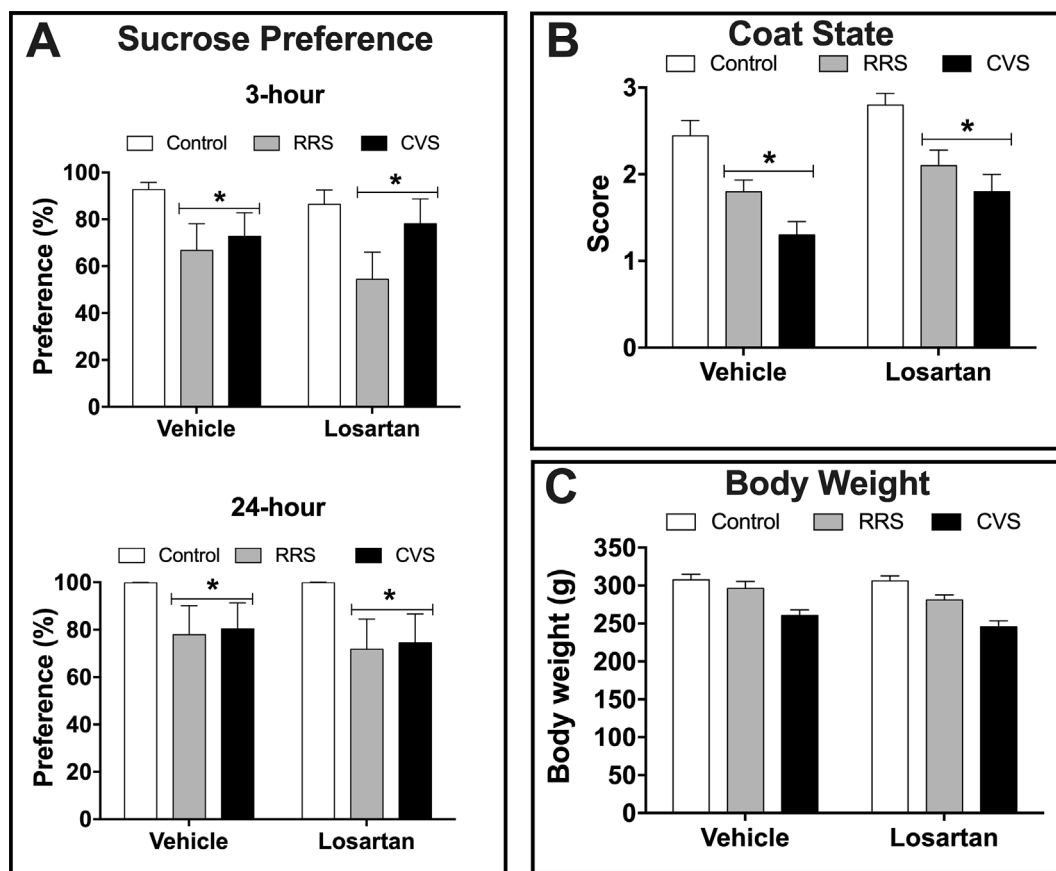 A Sucrose Preference
3-hour
Control RRS CVS
*
*
100
80
60
40
20
0
Preference (%)
Vehicle Losartan
24-hour
Control RRS CVS
*
*
100
80
60
40
20
0
Preference (%)
Vehicle Losartan
B Coat State
Control RRS CVS
*
*
3
2
1
0
Score
Vehicle Losartan
C Body Weight
Control RRS CVS
350
300
250
200
150
100
50
0
Body weight (g)
Vehicle Losartan